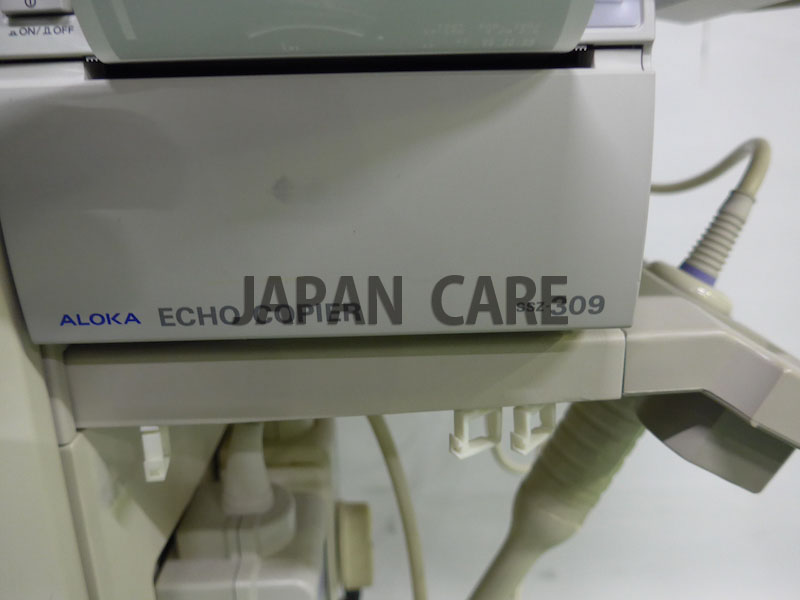 ON/ OFF
ALOKA ECHO COPIER SSZ-309
JAPAN CARE